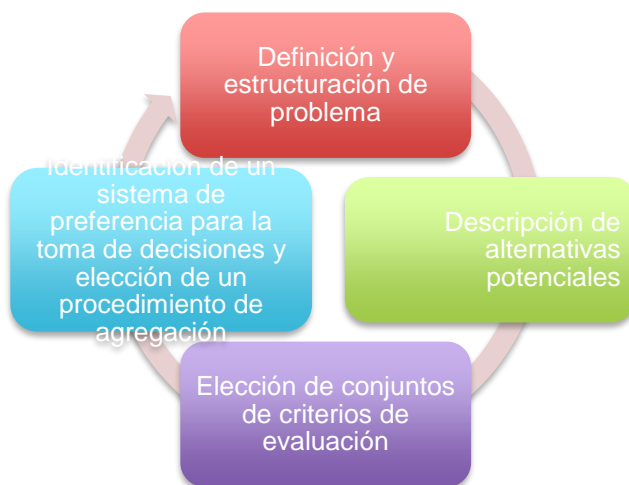 Definición y
estructuración de
problema
Descripción de
alternativas
potenciales
Elección de conjuntos
de criterios de
evaluación
Identificación de un
sistema de
preferencia para la
toma de decisiones y
elección de un
procedimiento de
agregación